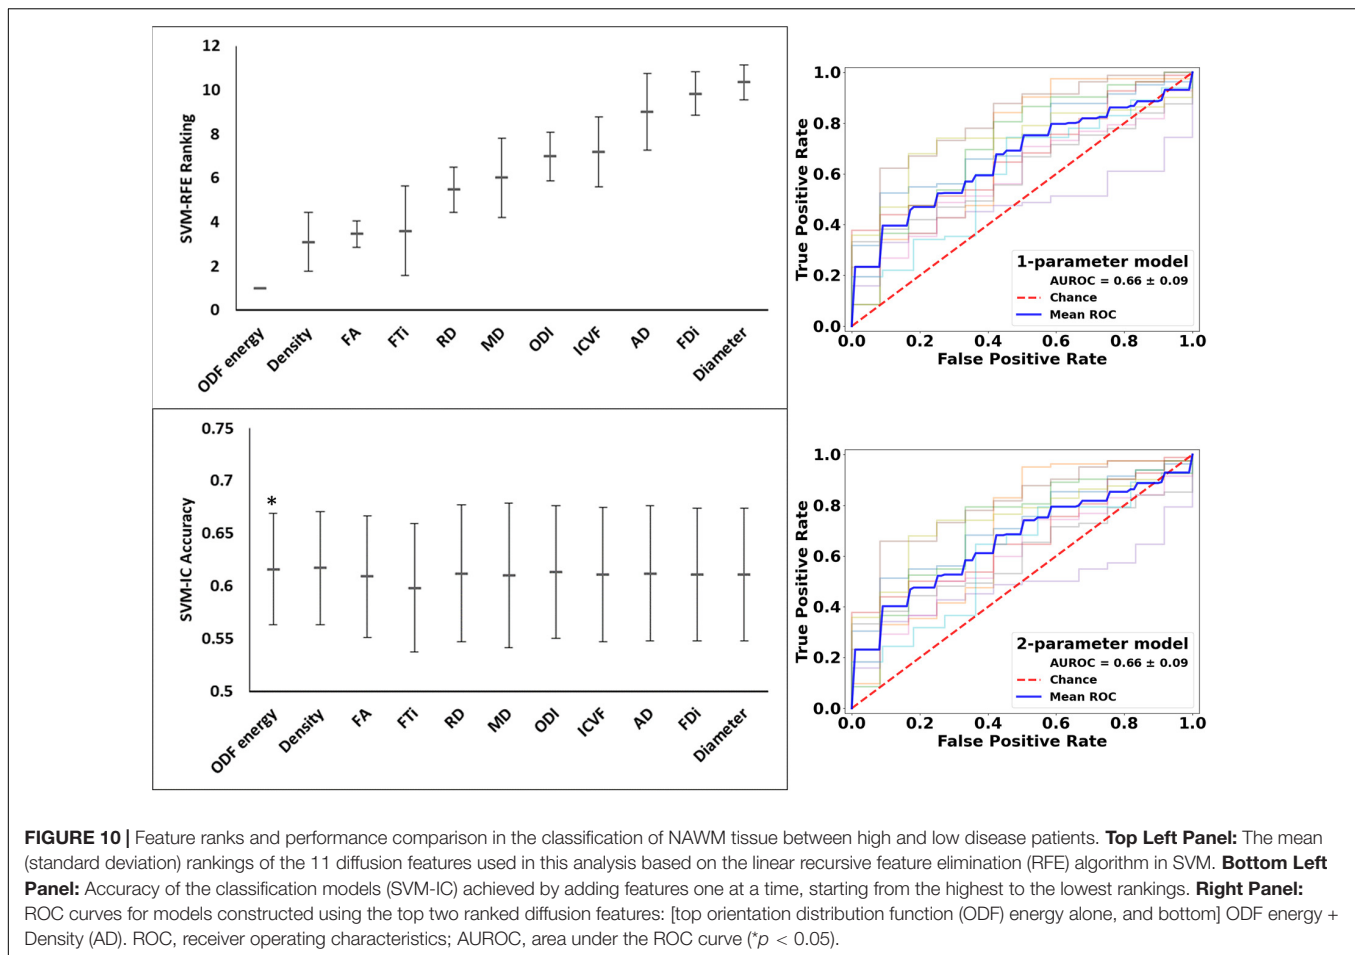 12
10
8
6
4
2
0
SVM-RFE Ranking
ODF energy
Density
FA
FTi
RD
MD
ODI
ICVF
AD
FDi
Diameter
1.0
0.8
0.6
0.4
0.2
0.0
True Positive Rate
1-parameter model
AUROC = 0.66 ± 0.09
Chance
Mean ROC
0.0 0.2 0.4 0.6 0.8 1.0
False Positive Rate
0.75
0.7
0.65
0.6
0.55
0.5
SVM-IC Accuracy
*
ODF energy
Density
FA
FTi
RD
MD
ODI
ICVF
AD
FDi
Diameter
1.0
0.8
0.6
0.4
0.2
0.0
True Positive Rate
2-parameter model
AUROC = 0.66 ± 0.09
Chance
Mean ROC
0.0 0.2 0.4 0.6 0.8 1.0
False Positive Rate
FIGURE 10 | Feature ranks and performance comparison in the classification of NAWM tissue between high and low disease patients. Top Left Panel: The mean
(standard deviation) rankings of the 11 diffusion features used in this analysis based on the linear recursive feature elimination (RFE) algorithm in SVM. Bottom Left
Panel: Accuracy of the classification models (SVM-IC) achieved by adding features one at a time, starting from the highest to the lowest rankings. Right Panel:
ROC curves for models constructed using the top two ranked diffusion features: [top orientation distribution function (ODF) energy alone, and bottom] ODF energy +
Density (AD). ROC, receiver operating characteristics; AUROC, area under the ROC curve (*p < 0.05).